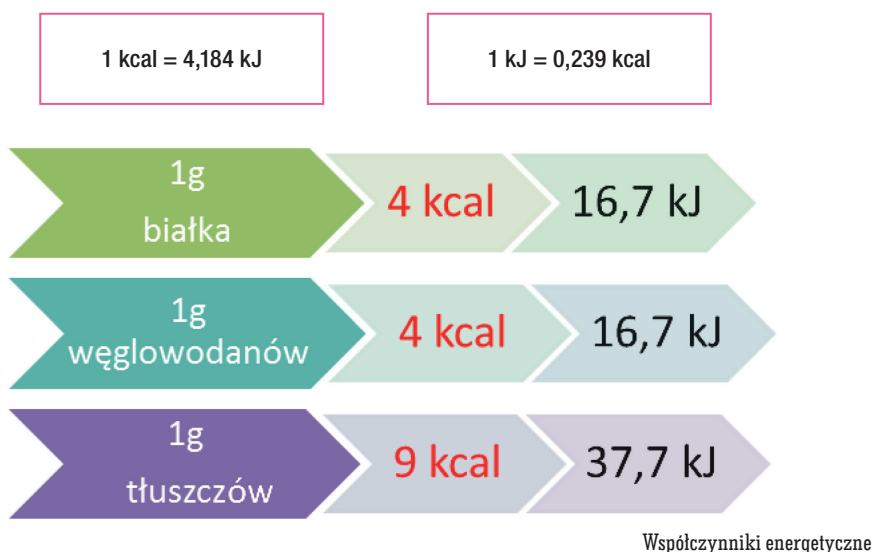 1 kcal = 4,184 kJ
1 kJ = 0,239 kcal
1g
białka
4 kcal
16,7 kJ
1g
węglowodanów
4 kcal
16,7 kJ
1g
tłuszczów
9 kcal
37,7 kJ
Współczynniki energetyczne